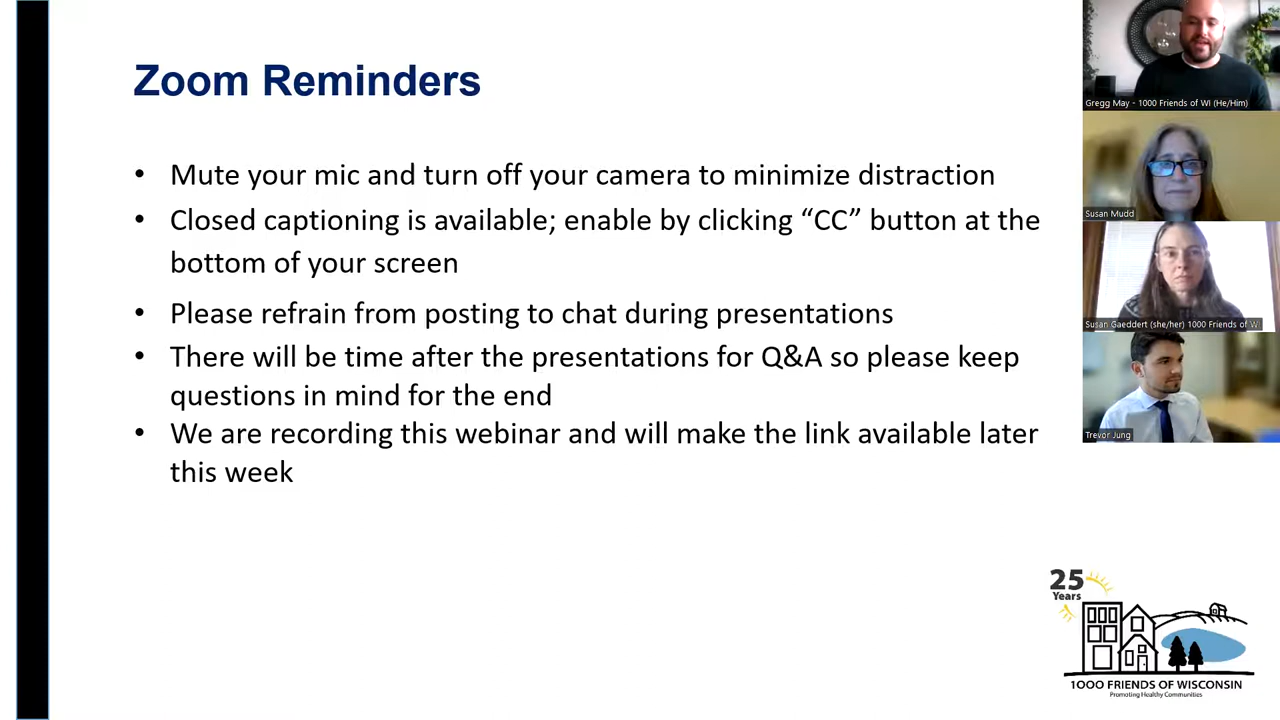 Zoom Reminders
• Mute your mic and turn off your camera to minimize distraction
• Closed captioning is available; enable by clicking “CC” button at the
bottom of your screen
• Please refrain from posting to chat during presentations
• There will be time after the presentations for Q&A so please keep
questions in mind for the end
• We are recording this webinar and will make the link available later
this week
Gregg May - 1000 Friends of WI (He/Him)
Susan Mudd
Susan Gaeddert (she/her) 1000 Friends of WI
Trevor Jung
25
Years
1000 FRIENDS OF WISCONSIN
Promoting Healthy Communities